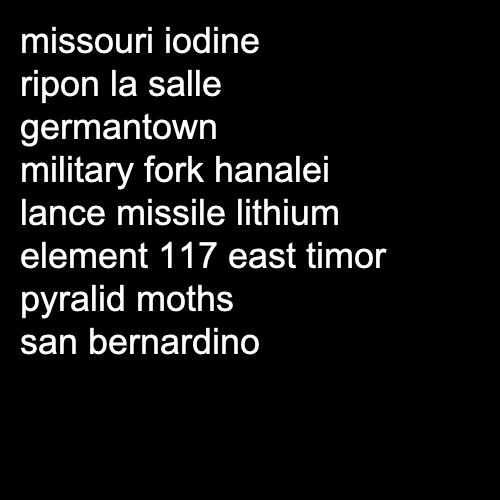 missouri iodine
ripon la salle
germantown
military fork hanalei
lance missile lithium
element 117 east timor
pyralid moths
san bernardino